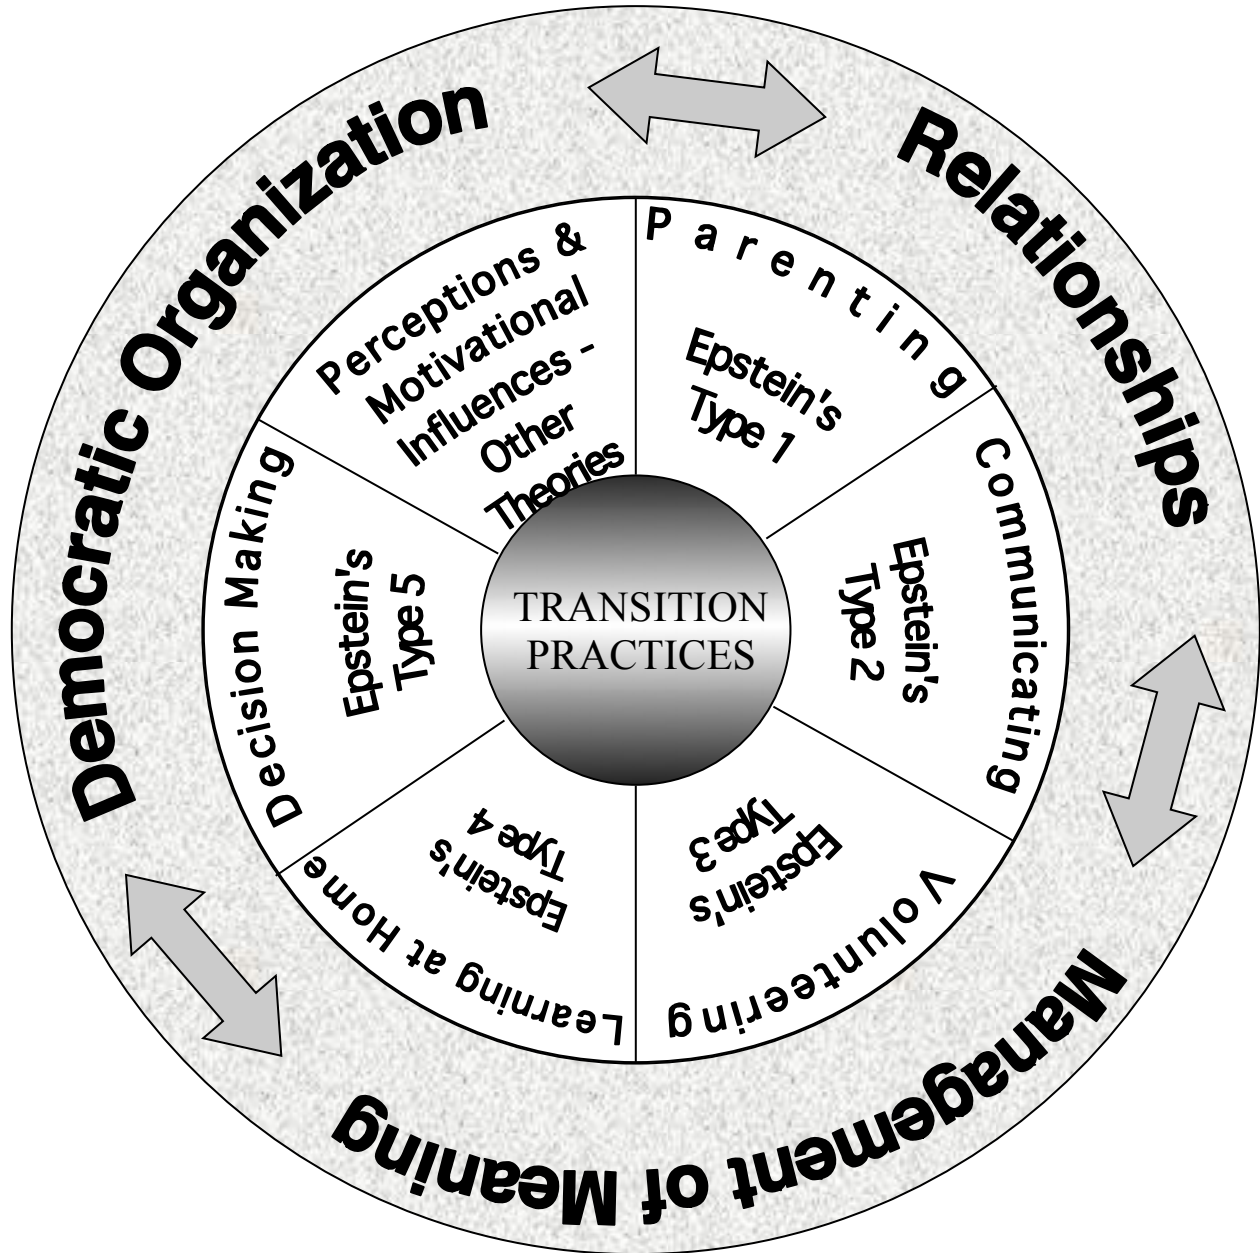 Democratic Organization
Relationships
Management of Meaning
Parenting
Epstein's
Type 1
Communicating
Epstein's
Type 2
Volunteering
Epstein's
Type 3
Learning at Home
Epstein's
Type 4
Decision Making
Epstein's
Type 5
Perceptions &
Motivational
Influences -
Other
Theories
TRANSITION
PRACTICES